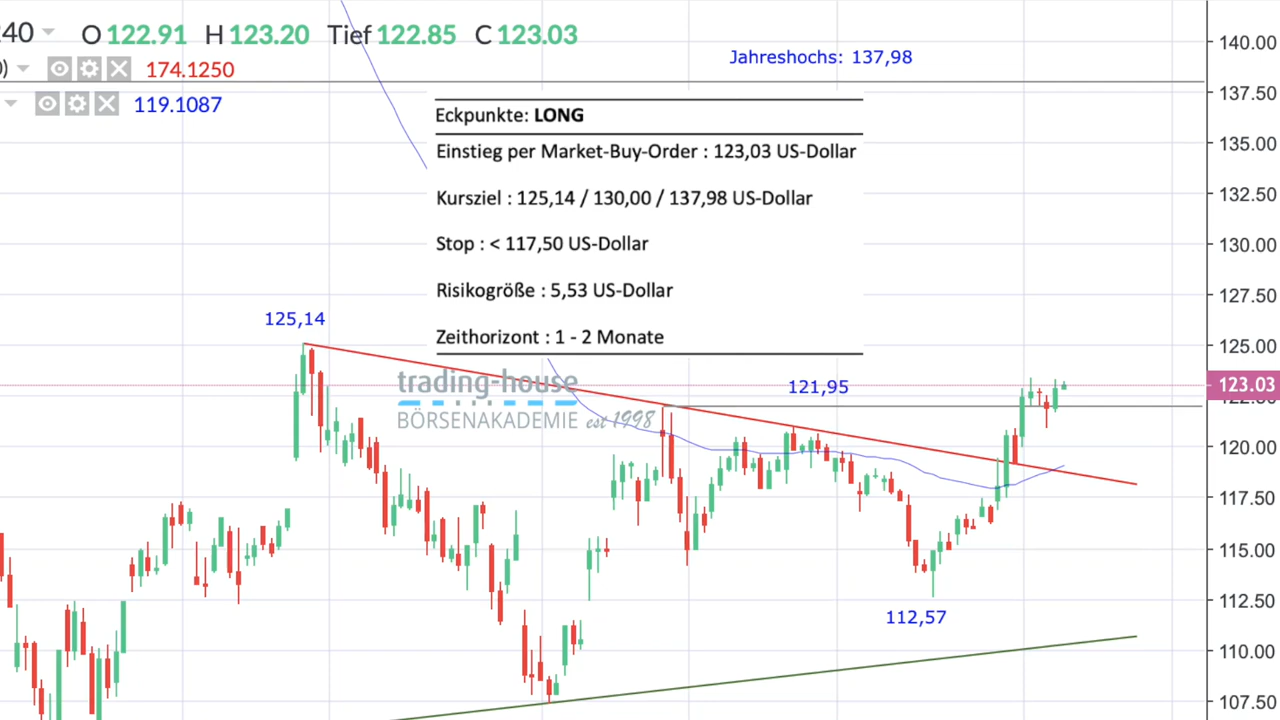 240 O 122.91 H 123.20 Tief 122.85 C 123.03
) 174.1250
119.1087
Jahreshochs: 137,98
Eckpunkte: LONG
Einstieg per Market-Buy-Order : 123,03 US-Dollar
Kursziel : 125,14 / 130,00 / 137,98 US-Dollar
Stop : < 117,50 US-Dollar
Risikogröße : 5,53 US-Dollar
Zeithorizont : 1 - 2 Monate
125,14
trading-house
BÖRSENAKADEMIE est 1998
121,95
112,57
140.00
137.50
135.00
132.50
130.00
127.50
125.00
123.03
122.50
120.00
117.50
115.00
112.50
110.00
107.50